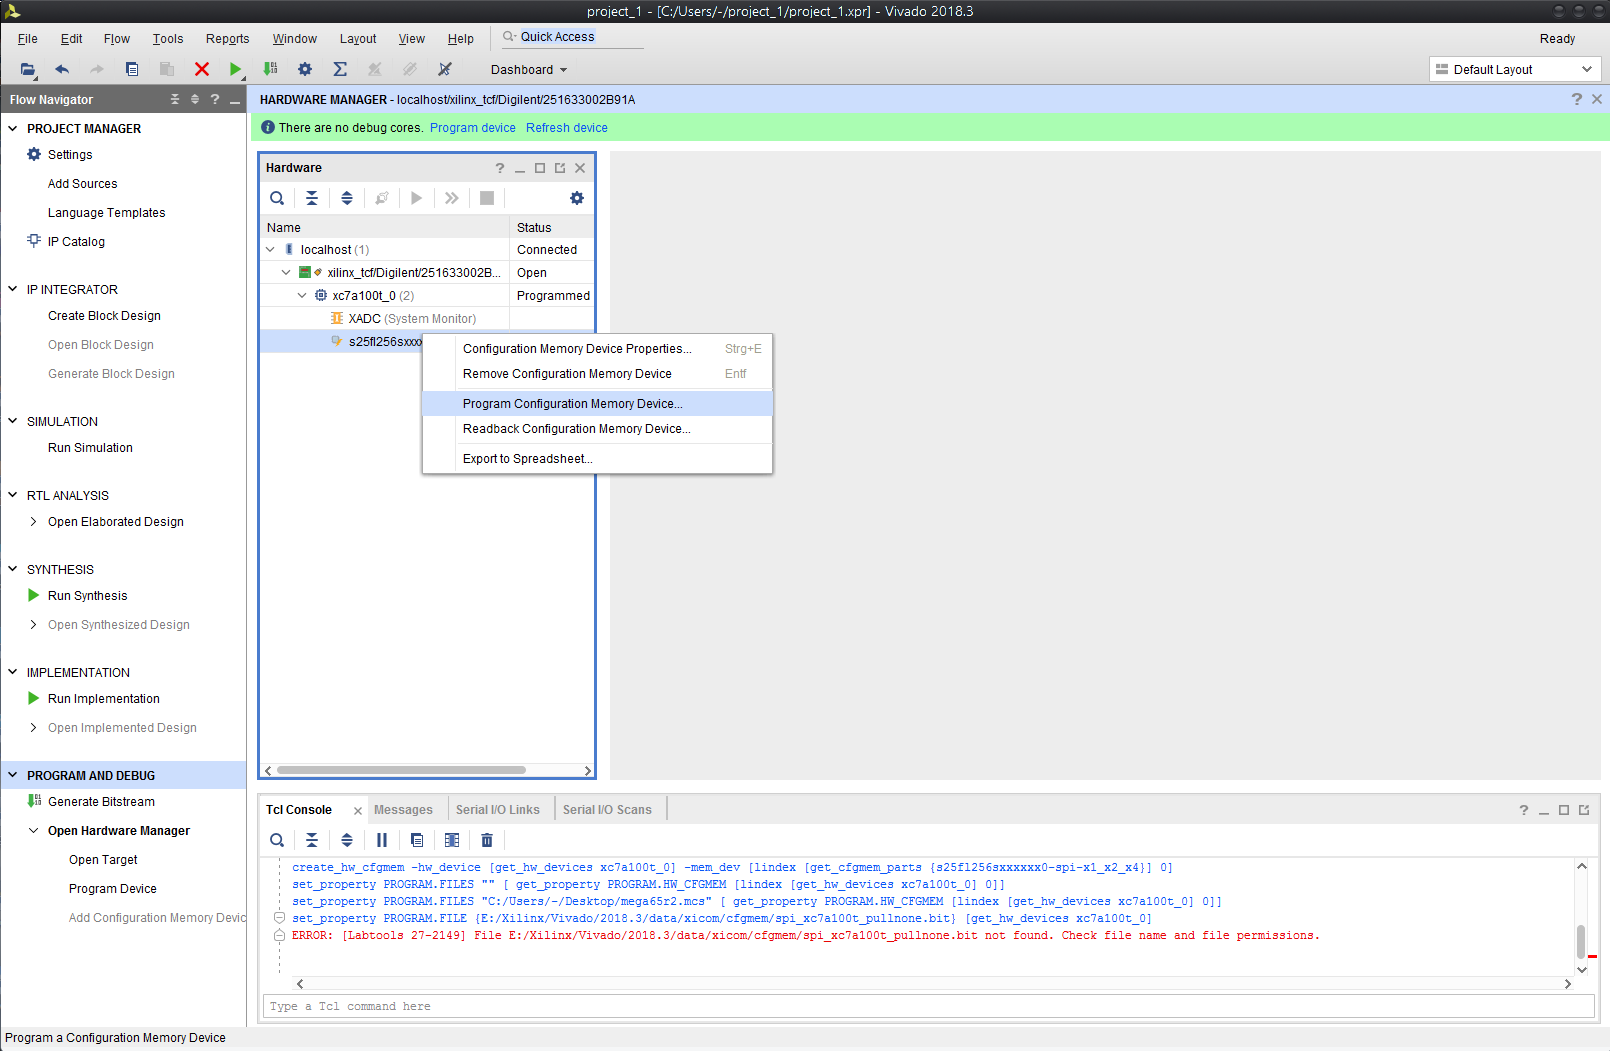 project_1 - [C:/Users/-/project_1/project_1.xpr] - Vivado 2018.3
File Edit Flow Tools Reports Window Layout View Help Quick Access Ready
Dashboard Default Layout
Flow Navigator
PROJECT MANAGER
Settings
Add Sources
Language Templates
IP Catalog
IP INTEGRATOR
Create Block Design
Open Block Design
Generate Block Design
SIMULATION
Run Simulation
RTL ANALYSIS
Open Elaborated Design
SYNTHESIS
Run Synthesis
Open Synthesized Design
IMPLEMENTATION
Run Implementation
Open Implemented Design
PROGRAM AND DEBUG
Generate Bitstream
Open Hardware Manager
Open Target
Program Device
Add Configuration Memory Devic
HARDWARE MANAGER - localhost/xilinx_tcf/Digilent/251633002B91A
There are no debug cores. Program device Refresh device
Hardware
Name Status
localhost (1) Connected
xilinx_tcf/Digilent/251633002B... Open
xc7a100t_0 (2) Programmed
XADC (System Monitor)
s25fl256sxxxx
Configuration Memory Device Properties... Strg+E
Remove Configuration Memory Device Entf
Program Configuration Memory Device...
Readback Configuration Memory Device...
Export to Spreadsheet...
Tcl Console Messages Serial I/O Links Serial I/O Scans
create_hw_cfgmem -hw_device [get_hw_devices xc7a100t_0] -mem_dev [lindex [get_cfgmem_parts {s25fl256sxxxxxx0-spi-x1_x2_x4}] 0]
set_property PROGRAM.FILES "" [ get_property PROGRAM.HW_CFGMEM [lindex [get_hw_devices xc7a100t_0] 0]]
set_property PROGRAM.FILES "C:/Users/-/Desktop/mega65r2.mcs" [ get_property PROGRAM.HW_CFGMEM [lindex [get_hw_devices xc7a100t_0] 0]]
set_property PROGRAM.FILE {E:/Xilinx/Vivado/2018.3/data/xicom/cfgmem/spi_xc7a100t_pullnone.bit} [get_hw_devices xc7a100t_0]
ERROR: [Labtools 27-2149] File E:/Xilinx/Vivado/2018.3/data/xicom/cfgmem/spi_xc7a100t_pullnone.bit not found. Check file name and file permissions.
Type a Tcl command here
Program a Configuration Memory Device